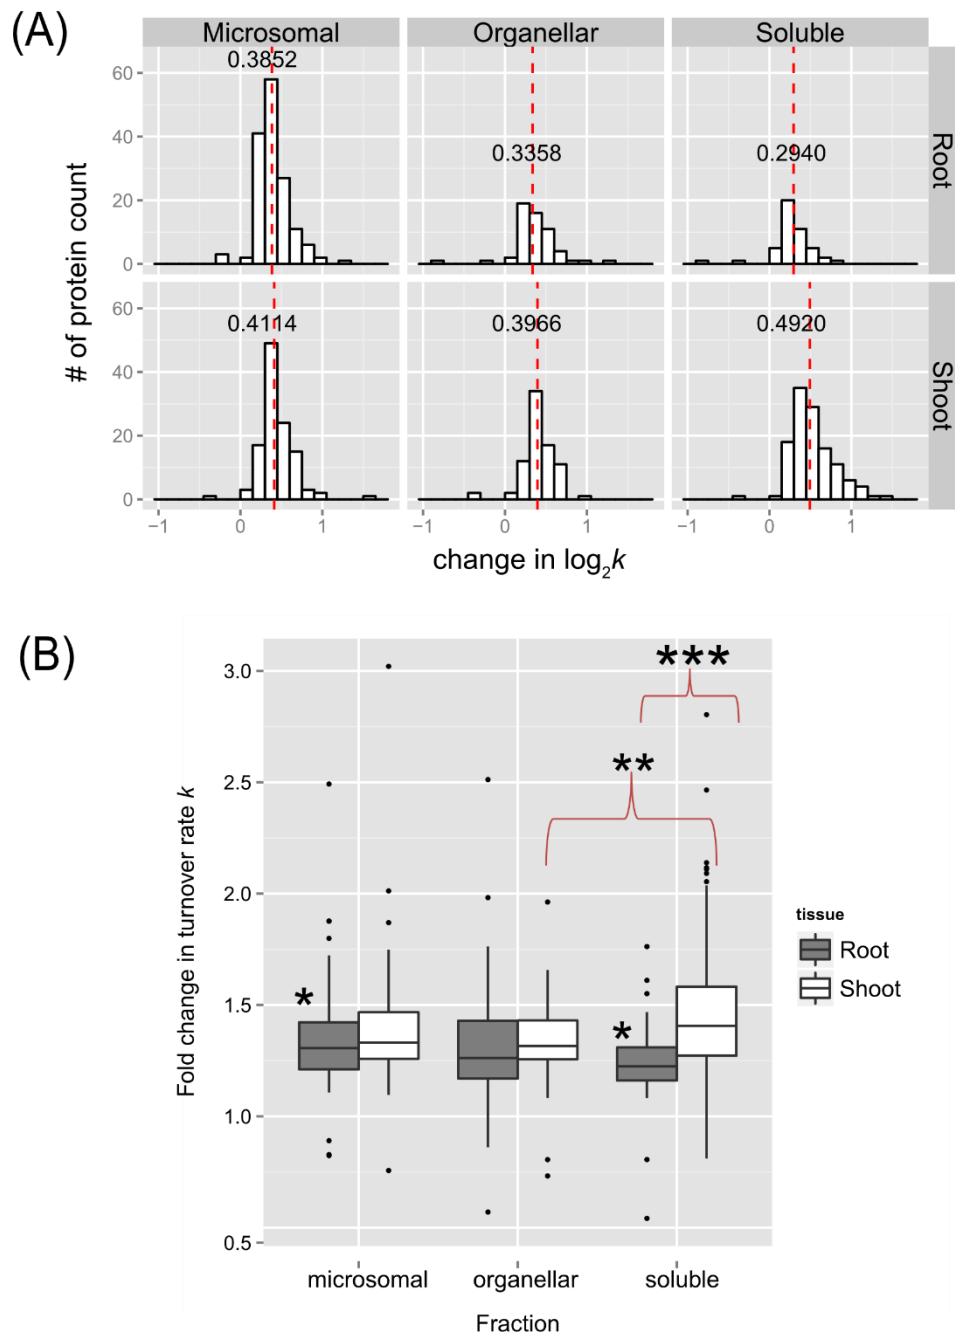 (A)
Microsomal Organellar Soluble
0.3852
60
40
20
0
0.3358
0.2940
Root
# of protein count
60
40
20
0
0.4114
0.3966
0.4920
Shoot
−1 0 1 −1 0 1 −1 0 1
change in log2k
(B)
***
**
*
*
3.0
2.5
2.0
1.5
1.0
0.5
Fold change in turnover rate k
tissue
Root
Shoot
microsomal organellar soluble
Fraction